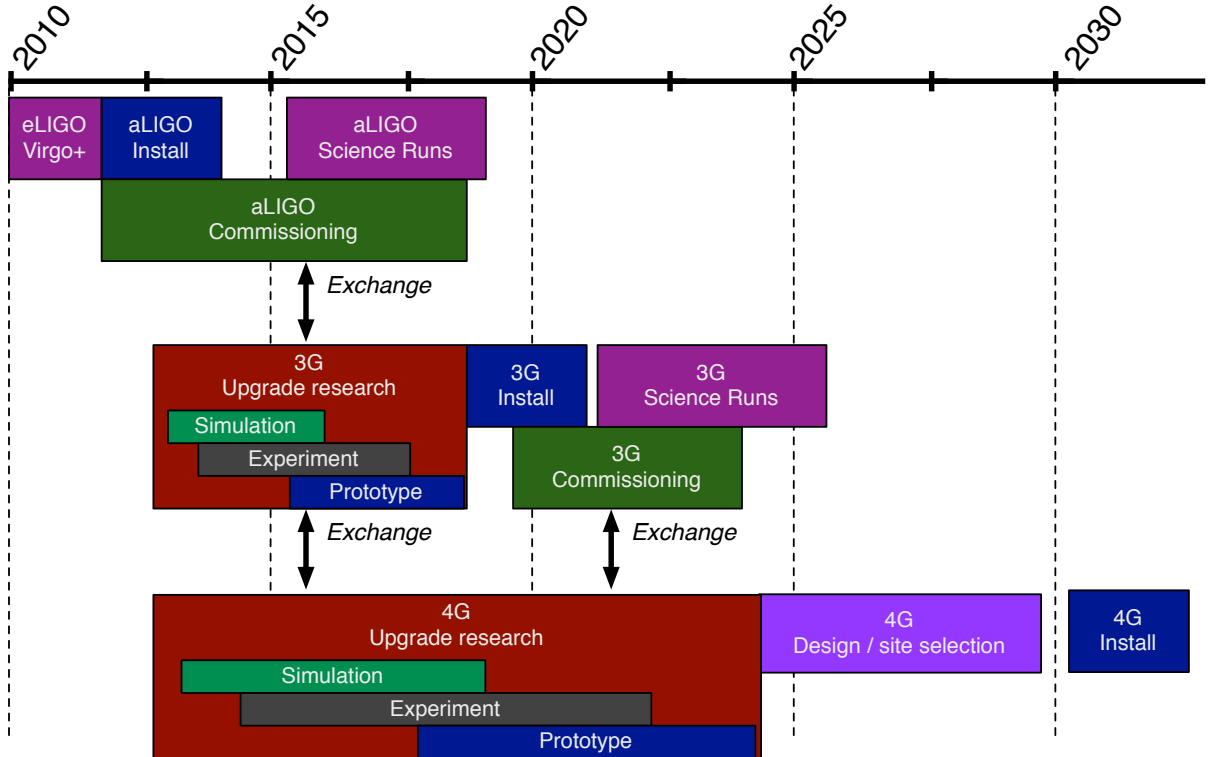 2010
2015
2020
2025
2030
eLIGO
Virgo+
aLIGO
Install
aLIGO
Science Runs
aLIGO
Commissioning
Exchange
3G
Upgrade research
Simulation
Experiment
Prototype
3G
Install
3G
Science Runs
3G
Commissioning
Exchange
Exchange
4G
Upgrade research
Simulation
Experiment
Prototype
4G
Design / site selection
4G
Install